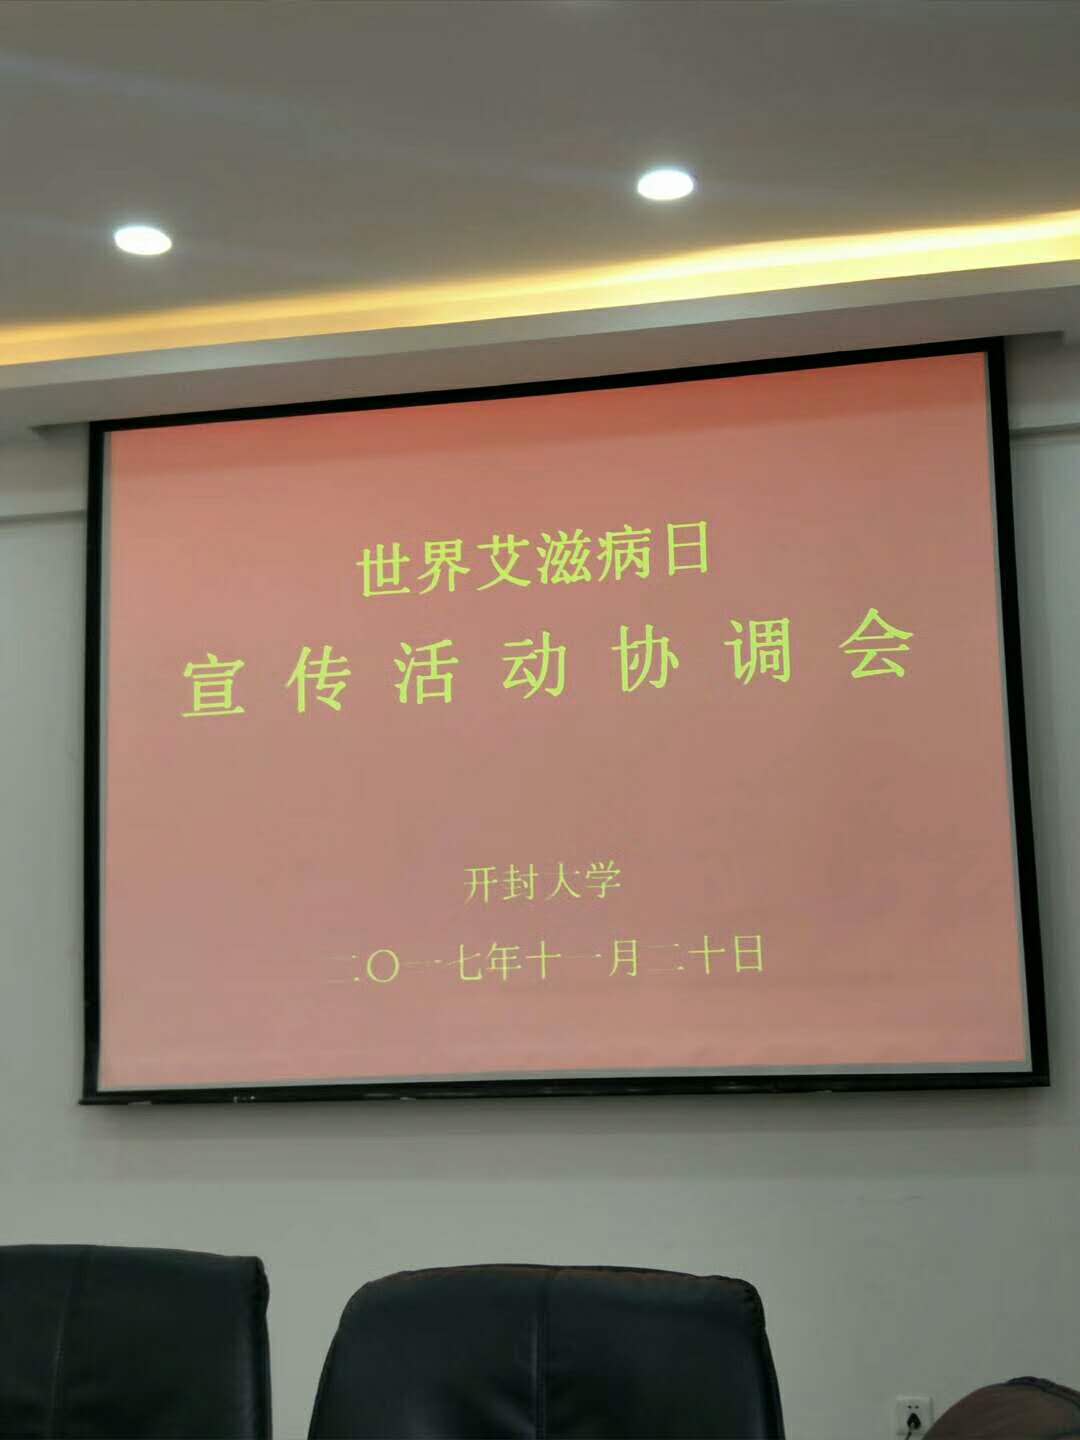 世界艾滋病日
宣传活动协调会
开封大学
二〇一七年十一月二十日